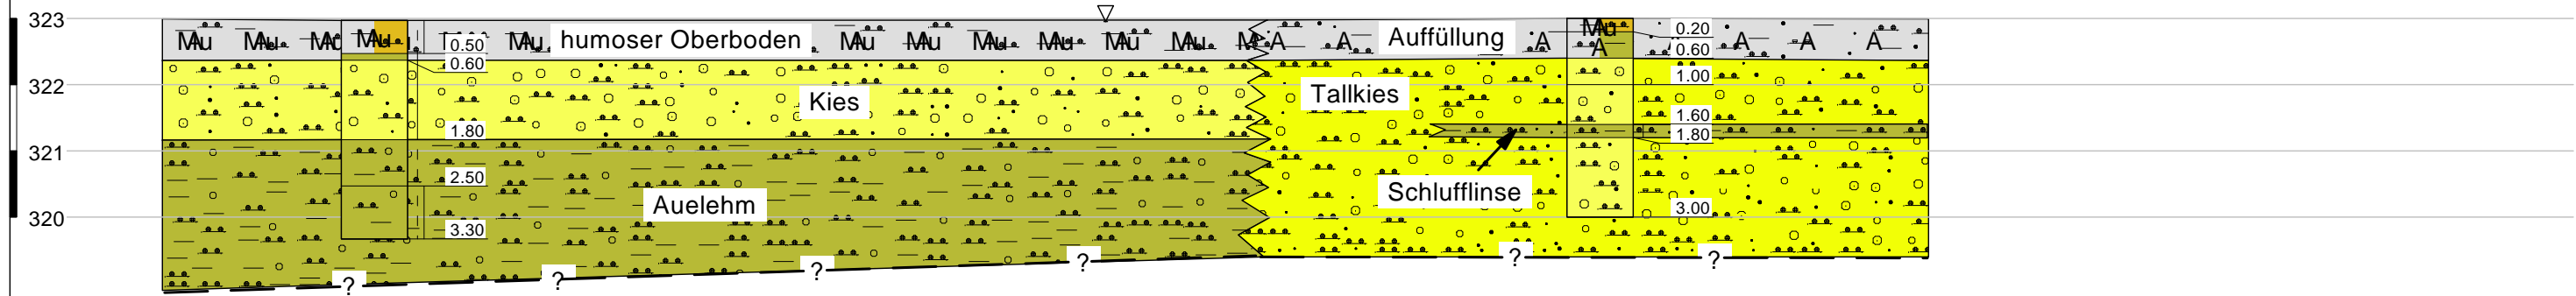 323
322
321
320
Mu
Mu
Mu
Mu
0.50
0.60
1.80
2.50
3.30
Mu
humoser Oberboden
Mu
Mu
Mu
Mu
Mu
Mu
Kies
Auelehm
A
A
Auffüllung
A
Mu
A
0.20
0.60
1.00
1.60
1.80
3.00
A
A
A
Tallkies
Schlufflinse
?
?
?
?
?
?